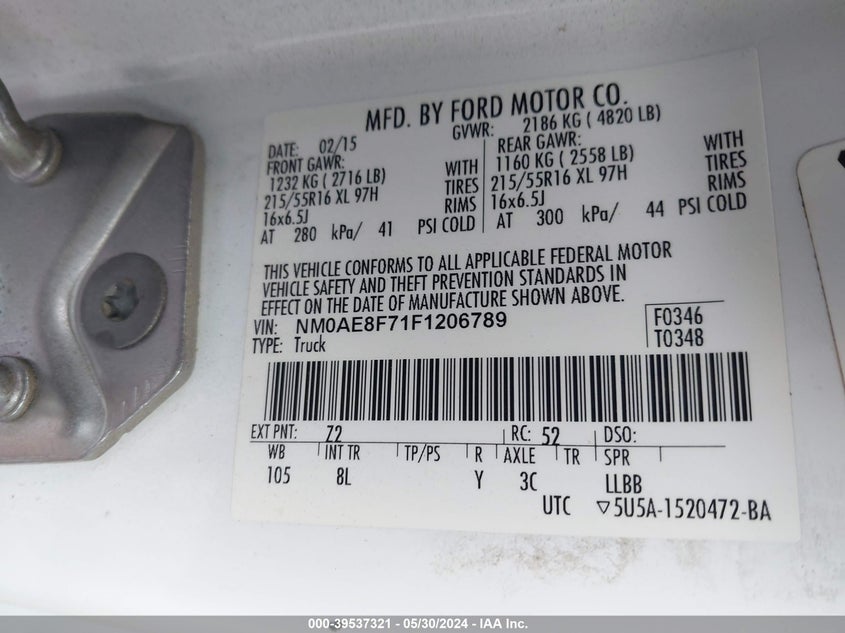 MFD. BY FORD MOTOR CO.
DATE: 02/15 GVWR: 2186 KG ( 4820 LB)
FRONT GAWR: REAR GAWR:
1232 KG ( 2716 LB) WITH 1160 KG ( 2558 LB) WITH
215/55R16 XL 97H TIRES 215/55R16 XL 97H TIRES
16x6.5J RIMS 16x6.5J RIMS
AT 280 kPa/ 41 PSI COLD AT 300 kPa/ 44 PSI COLD
THIS VEHICLE CONFORMS TO ALL APPLICABLE FEDERAL MOTOR
VEHICLE SAFETY AND THEFT PREVENTION STANDARDS IN
EFFECT ON THE DATE OF MANUFACTURE SHOWN ABOVE.
VIN: NM0AE8F71F1206789 F0346
TYPE: Truck T0348
EXT PNT: Z2 RC: 52 DSO:
WB INT TR TP/PS R AXLE TR SPR
105 8L Y 3C LLBB
UTC ▽5U5A-1520472-BA
000-39537321 - 05/30/2024 - IAA Inc.